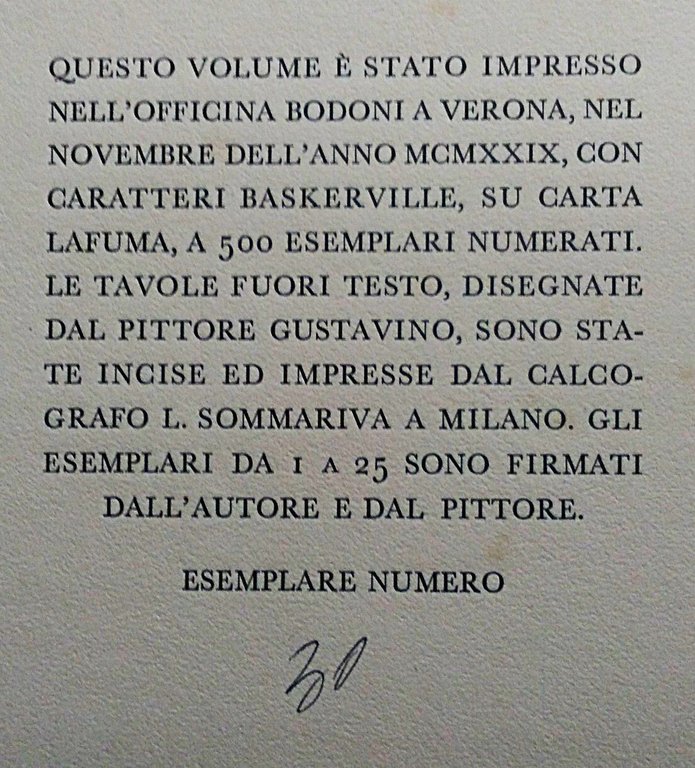 QUESTO VOLUME È STATO IMPRESSO
NELL'OFFICINA BODONI A VERONA, NEL
NOVEMBRE DELL'ANNO MCMXXIX, CON
CARATTERI BASKERVILLE, SU CARTA
LAFUMA, A 500 ESEMPLARI NUMERATI.
LE TAVOLE FUORI TESTO, DISEGNATE
DAL PITTORE GUSTAVINO, SONO STA-
TE INCISE ED IMPRESSE DAL CALCO-
GRAFO L. SOMMARIVA A MILANO. GLI
ESEMPLARI DA 1 A 25 SONO FIRMATI
DALL'AUTORE E DAL PITTORE.
ESEMPLARE NUMERO
30